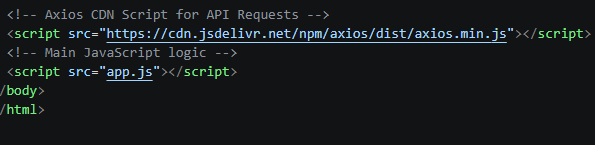 <!-- Axios CDN Script for API Requests -->
<script src="https://cdn.jsdelivr.net/npm/axios/dist/axios.min.js"></script>
<!-- Main JavaScript logic -->
<script src="app.js"></script>
/body>
/html>